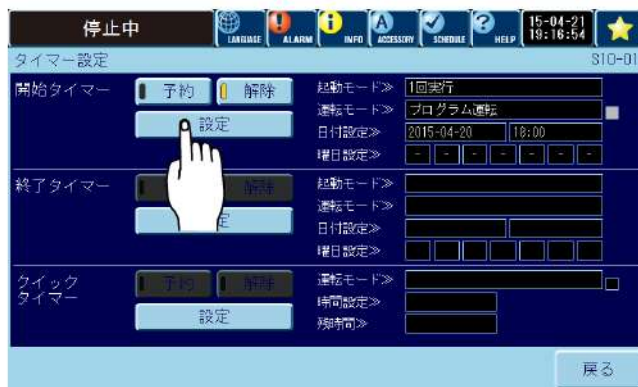 停止中 LANGUAGE ALARM INFO ACCESSORY SCHEDULE HELP 15-04-21 19:16:54
タイマー設定 S10-01
開始タイマー 予約 解除 起動モード≫ 1回実行
運転モード≫ プログラム運転
設定 日付設定≫ 2015-04-20 18:00
曜日設定≫ - - - - - - -
終了タイマー 解除 起動モード≫
運転モード≫
定 日付設定≫
曜日設定≫
クイックタイマー 予約 解除 運転モード≫
時間設定≫
設定 残時間≫
戻る